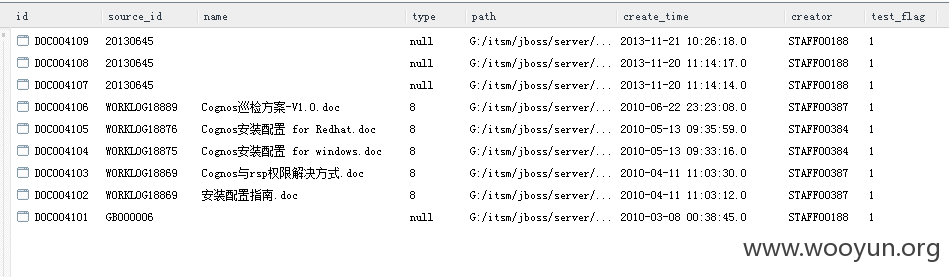 id source_id name type path create_time creator test_flag
DOC004109 20130645 null G:/itsm/jboss/server/... 2013-11-21 10:26:18.0 STAFF00188 1
DOC004108 20130645 null G:/itsm/jboss/server/... 2013-11-20 11:14:17.0 STAFF00188 1
DOC004107 20130645 null G:/itsm/jboss/server/... 2013-11-20 11:14:14.0 STAFF00188 1
DOC004106 WORKLOG18889 Cognos巡检方案-V1.0.doc 8 G:/itsm/jboss/server/... 2010-06-22 23:23:08.0 STAFF00387 1
DOC004105 WORKLOG18876 Cognos安装配置 for Redhat.doc 8 G:/itsm/jboss/server/... 2010-05-13 09:35:59.0 STAFF00384 1
DOC004104 WORKLOG18875 Cognos安装配置 for windows.doc 8 G:/itsm/jboss/server/... 2010-05-13 09:33:16.0 STAFF00384 1
DOC004103 WORKLOG18869 Cognos与rsp权限解决方式.doc 8 G:/itsm/jboss/server/... 2010-04-11 11:03:30.0 STAFF00387 1
DOC004102 WORKLOG18869 安装配置指南.doc 8 G:/itsm/jboss/server/... 2010-04-11 11:03:12.0 STAFF00387 1
DOC004101 GB000006 null G:/itsm/jboss/server/... 2010-03-08 00:38:45.0 STAFF00188 1
www.wooyun.org